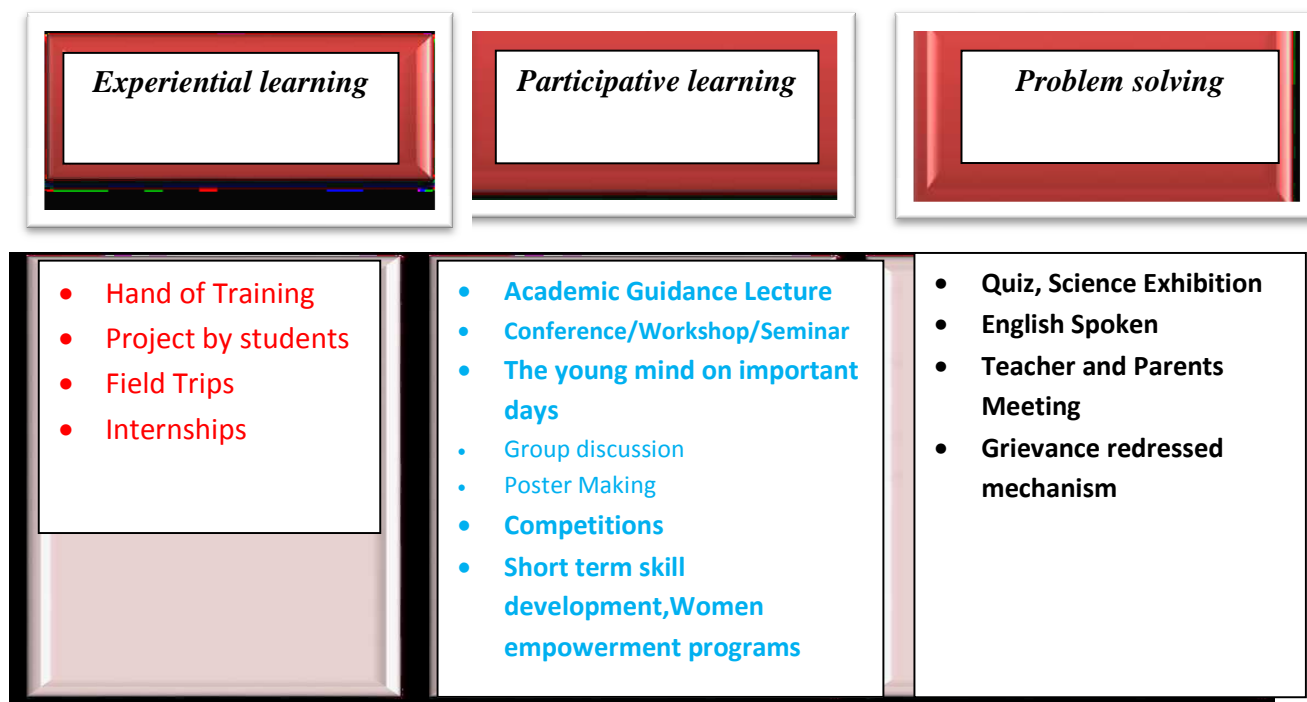 Experiential learning
Participative learning
Problem solving
• Hand of Training
• Project by students
• Field Trips
• Internships
• Academic Guidance Lecture
• Conference/Workshop/Seminar
• The young mind on important
days
• Group discussion
• Poster Making
• Competitions
• Short term skill
development,Women
empowerment programs
• Quiz, Science Exhibition
• English Spoken
• Teacher and Parents
Meeting
• Grievance redressed
mechanism